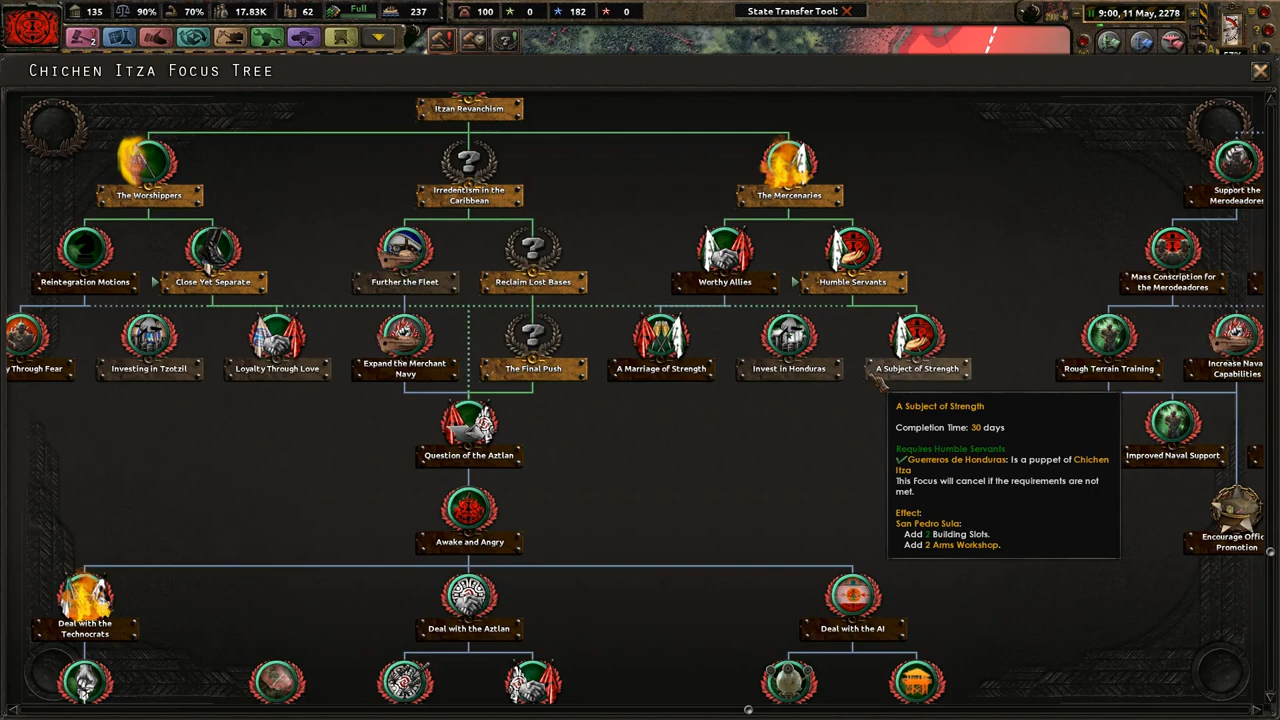 135
90%
70%
17.83K
62
Full
237
100
0
182
0
State Transfer Tool:
9:00, 11 May, 2278
2
Chichen Itza Focus Tree
Itzan Revanchism
The Worshippers
Irredentism in the
Caribbean
The Mercenaries
Support the
Merodeadores
Reintegration Motions
Close Yet Separate
Further the Fleet
Reclaim Lost Bases
Worthy Allies
Humble Servants
Mass Conscription for
the Merodeadores
y Through Fear
Investing in Tzotzil
Loyalty Through Love
Expand the Merchant
Navy
The Final Push
A Marriage of Strength
Invest in Honduras
A Subject of Strength
Rough Terrain Training
Increase Nava
Capabilities
A Subject of Strength
Completion Time: 30 days
Requires Humble Servants
Guerreros de Honduras: Is a puppet of Chichen
Itza
This Focus will cancel if the requirements are not
met.
Effect:
San Pedro Sula:
Add 2 Building Slots.
Add 2 Arms Workshop.
Question of the Aztlan
Improved Naval Support
Awake and Angry
Encourage Offic
Promotion
Deal with the
Technocrats
Deal with the Aztlan
Deal with the AI